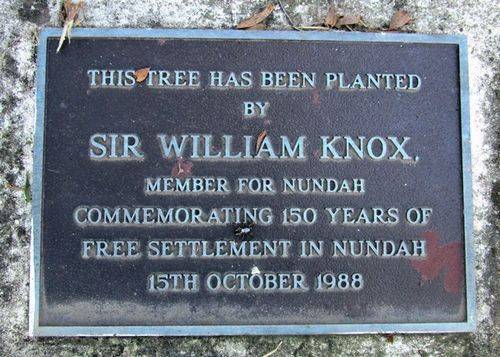 THIS TREE HAS BEEN PLANTED
BY
SIR WILLIAM KNOX,
MEMBER FOR NUNDAH
COMMEMORATING 150 YEARS OF
FREE SETTLEMENT IN NUNDAH
15TH OCTOBER 1988